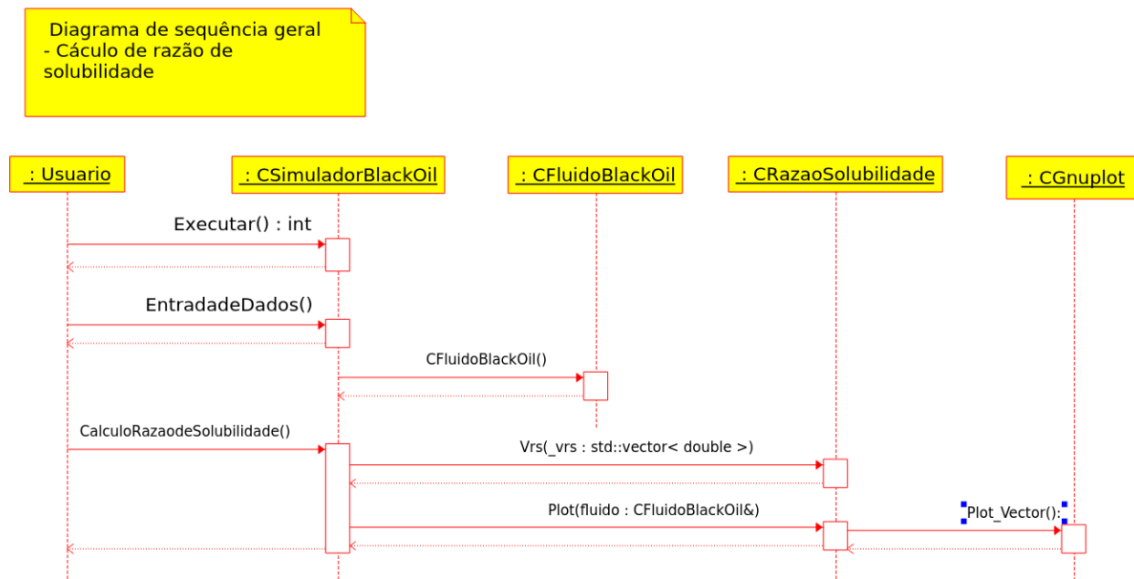 Diagrama de sequência geral
- Cáculo de razão de
solubilidade
: Usuario
: CSimuladorBlackOil
: CFluidoBlackOil
: CRazaoSolubilidade
: CGnuplot
Executar() : int
EntradadeDados()
CFluidoBlackOil()
CalculoRazaodeSolubilidade()
Vrs(_vrs : std::vector< double >)
Plot(fluido : CFluidoBlackOil&)
Plot_Vector():